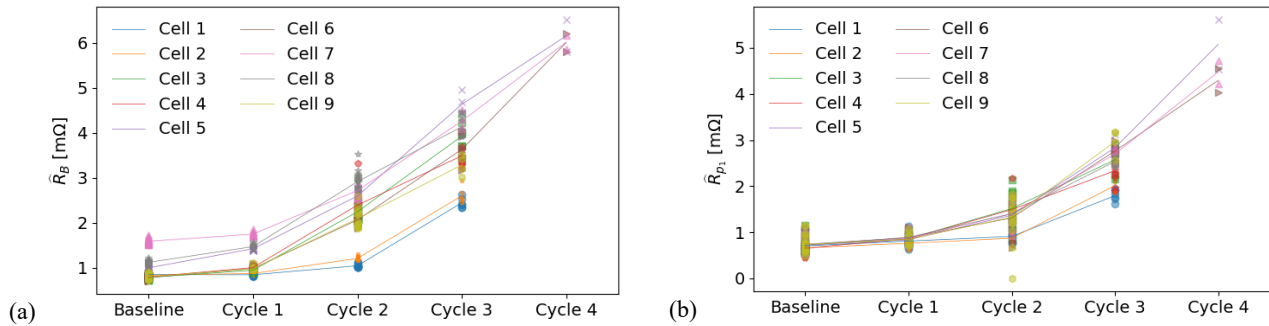 (a)
R̂_B [mΩ]
6
5
4
3
2
1
Cell 1 Cell 6
Cell 2 Cell 7
Cell 3 Cell 8
Cell 4 Cell 9
Cell 5
Baseline Cycle 1 Cycle 2 Cycle 3 Cycle 4
(b)
R̂_{p_1} [mΩ]
5
4
3
2
1
0
Cell 1 Cell 6
Cell 2 Cell 7
Cell 3 Cell 8
Cell 4 Cell 9
Cell 5
Baseline Cycle 1 Cycle 2 Cycle 3 Cycle 4